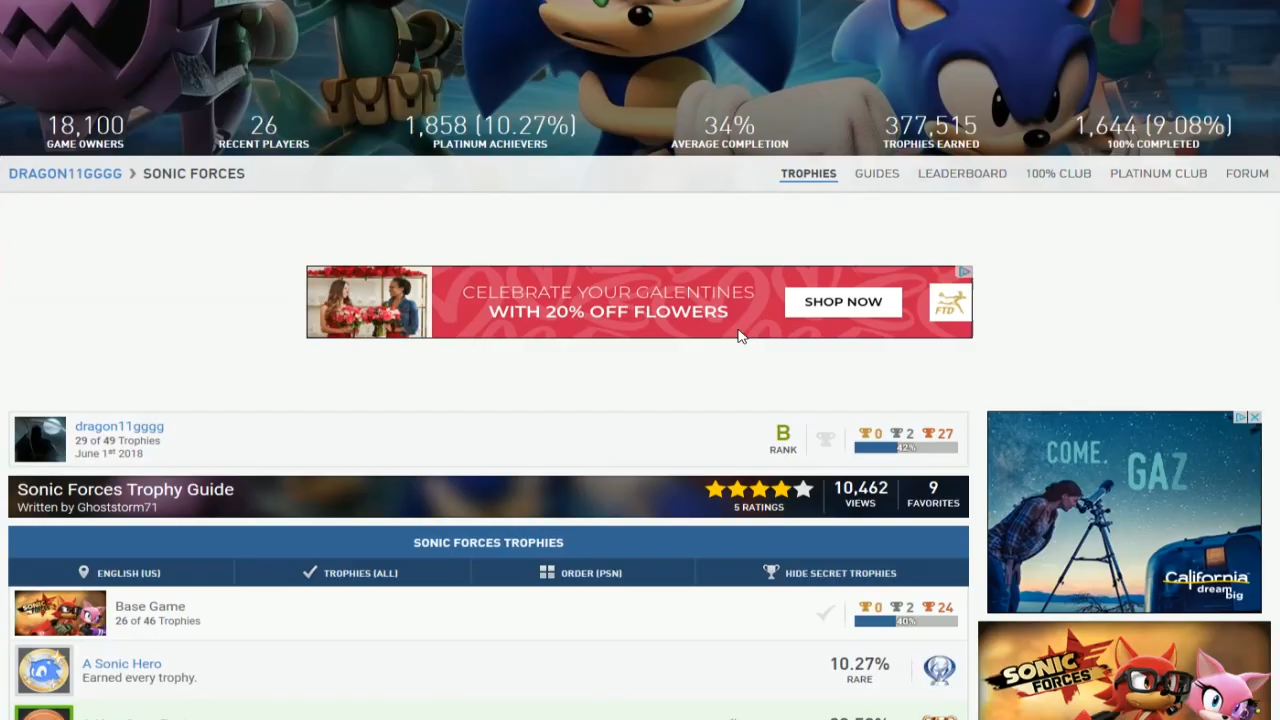 18,100
GAME OWNERS
26
RECENT PLAYERS
1,858 (10.27%)
PLATINUM ACHIEVERS
34%
AVERAGE COMPLETION
377,515
TROPHIES EARNED
1,644 (9.08%)
100% COMPLETED
DRAGON11GGGG > SONIC FORCES
TROPHIES GUIDES LEADERBOARD 100% CLUB PLATINUM CLUB FORUM
CELEBRATE YOUR GALENTINES
WITH 20% OFF FLOWERS
SHOP NOW
FTD
dragon11gggg
29 of 49 Trophies
June 1st 2018
B
RANK
0 2 27
42%
Sonic Forces Trophy Guide
Written by Ghoststorm71
5 RATINGS
10,462
VIEWS
9
FAVORITES
SONIC FORCES TROPHIES
ENGLISH (US) TROPHIES (ALL) ORDER (PSN) HIDE SECRET TROPHIES
Base Game
26 of 46 Trophies
0 2 24
40%
A Sonic Hero
Earned every trophy.
10.27%
RARE
COME,
GAZ
California
dream
big
SONIC
FORCES